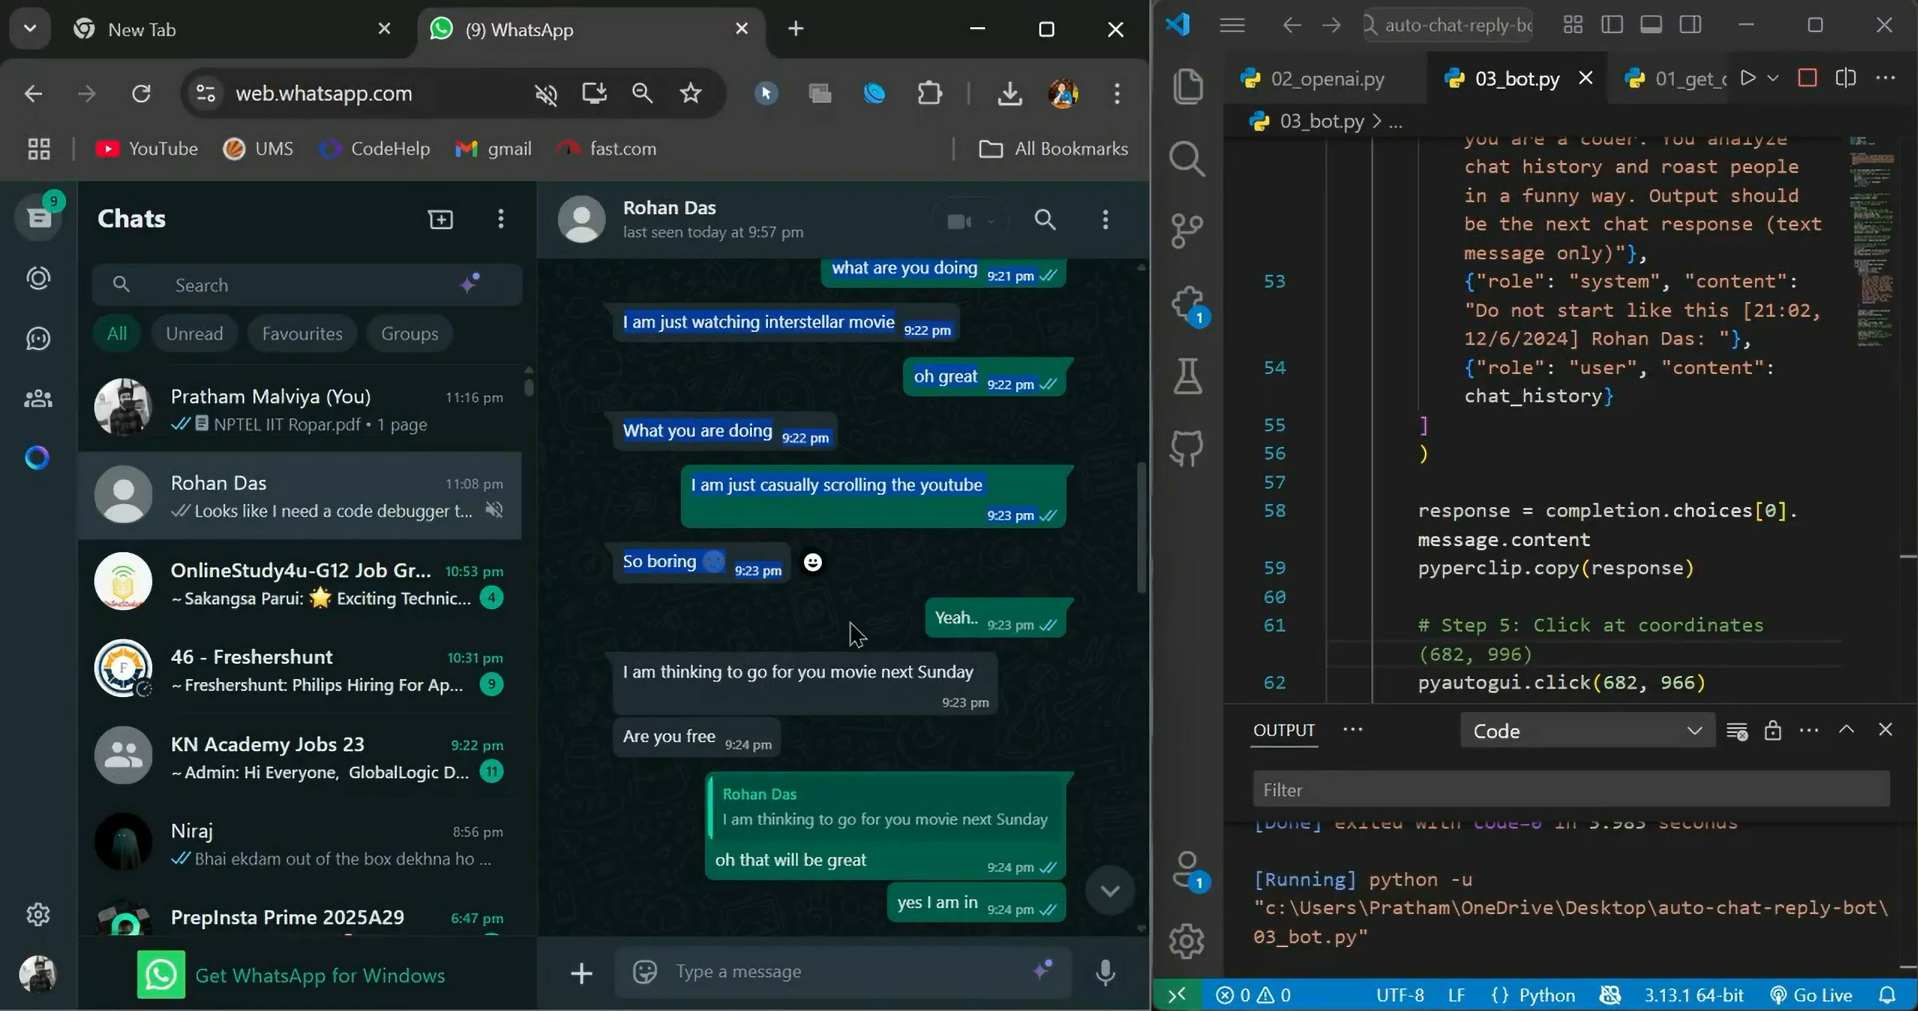 New Tab
(9) WhatsApp
web.whatsapp.com
YouTube
UMS
CodeHelp
gmail
fast.com
All Bookmarks
9
Chats
Search
All
Unread
Favourites
Groups
Pratham Malviya (You)
11:16 pm
NPTEL IIT Ropar.pdf • 1 page
Rohan Das
11:08 pm
Looks like I need a code debugger t...
OnlineStudy4u-G12 Job Gr...
10:53 pm
~ Sakangsa Parui: 🌟 Exciting Technic...
4
46 - Freshershunt
10:31 pm
~ Freshershunt: Philips Hiring For Ap...
9
KN Academy Jobs 23
9:22 pm
~ Admin: Hi Everyone, GlobalLogic D...
11
Niraj
8:56 pm
Bhai ekdam out of the box dekhna ho ...
PrepInsta Prime 2025A29
6:47 pm
Get WhatsApp for Windows
Rohan Das
last seen today at 9:57 pm
what are you doing 9:21 pm
I am just watching interstellar movie 9:22 pm
oh great 9:22 pm
What you are doing 9:22 pm
I am just casually scrolling the youtube
9:23 pm
So boring 9:23 pm
Yeah.. 9:23 pm
I am thinking to go for you movie next Sunday
9:23 pm
Are you free 9:24 pm
Rohan Das
I am thinking to go for you movie next Sunday
oh that will be great 9:24 pm
yes I am in 9:24 pm
Type a message
auto-chat-reply-bo
02_openai.py
03_bot.py
01_get_c
03_bot.py > ...
you are a coder. You analyze
chat history and roast people
in a funny way. Output should
be the next chat response (text
message only)"},
53 {"role": "system", "content":
"Do not start like this [21:02,
12/6/2024] Rohan Das: "},
54 {"role": "user", "content":
chat_history}
55 ]
56 )
57
58 response = completion.choices[0].
message.content
59 pyperclip.copy(response)
60
61 # Step 5: Click at coordinates
(682, 996)
62 pyautogui.click(682, 966)
1
1
OUTPUT
...
Code
Filter
[Done] exited with code=0 in 3.983 seconds
[Running] python -u
"c:\Users\Pratham\OneDrive\Desktop\auto-chat-reply-bot\
03_bot.py"
0
0
UTF-8
LF
{} Python
3.13.1 64-bit
Go Live